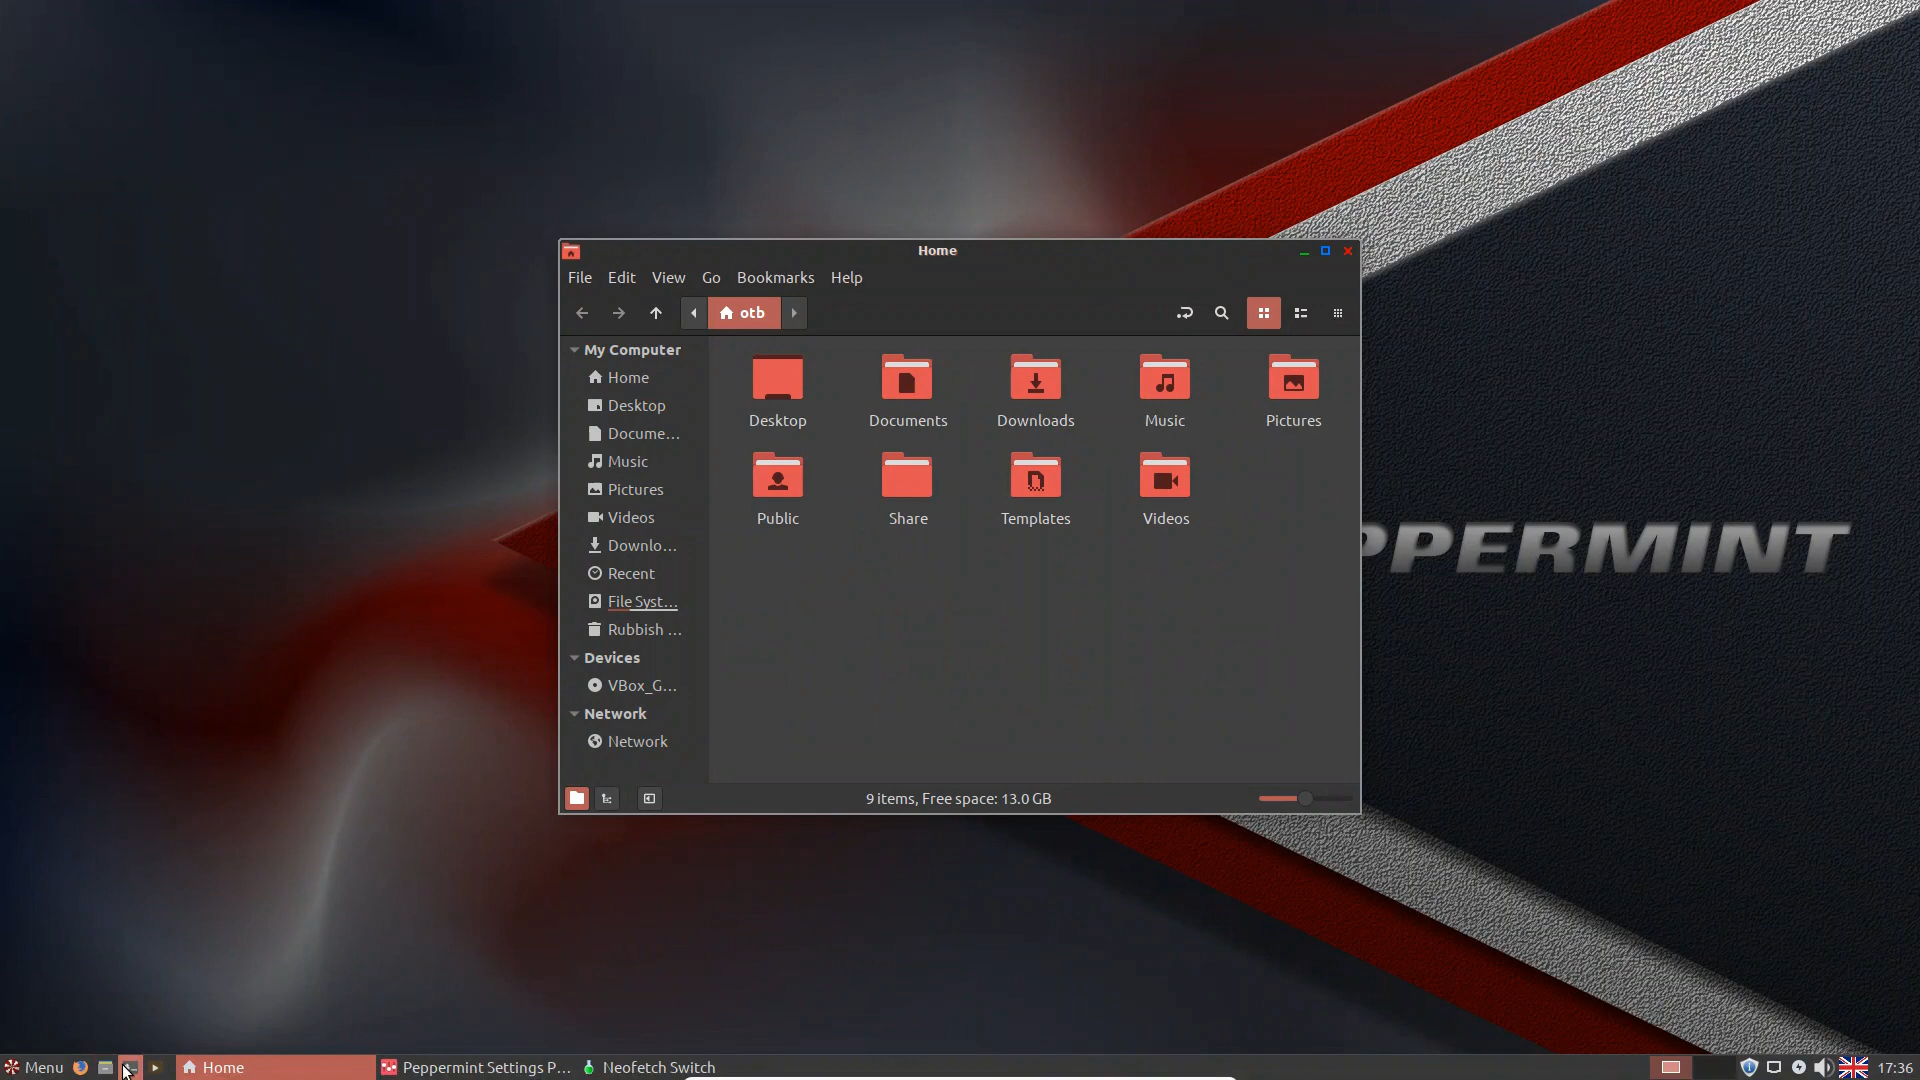 Home
File Edit View Go Bookmarks Help
otb
My Computer
Home
Desktop
Docume...
Music
Pictures
Videos
Downlo...
Recent
File Syst...
Rubbish ...
Devices
VBox_G...
Network
Network
Desktop Documents Downloads Music Pictures
Public Share Templates Videos
9 items, Free space: 13.0 GB
PPERMINT
Menu Home Peppermint Settings P... Neofetch Switch 17:36